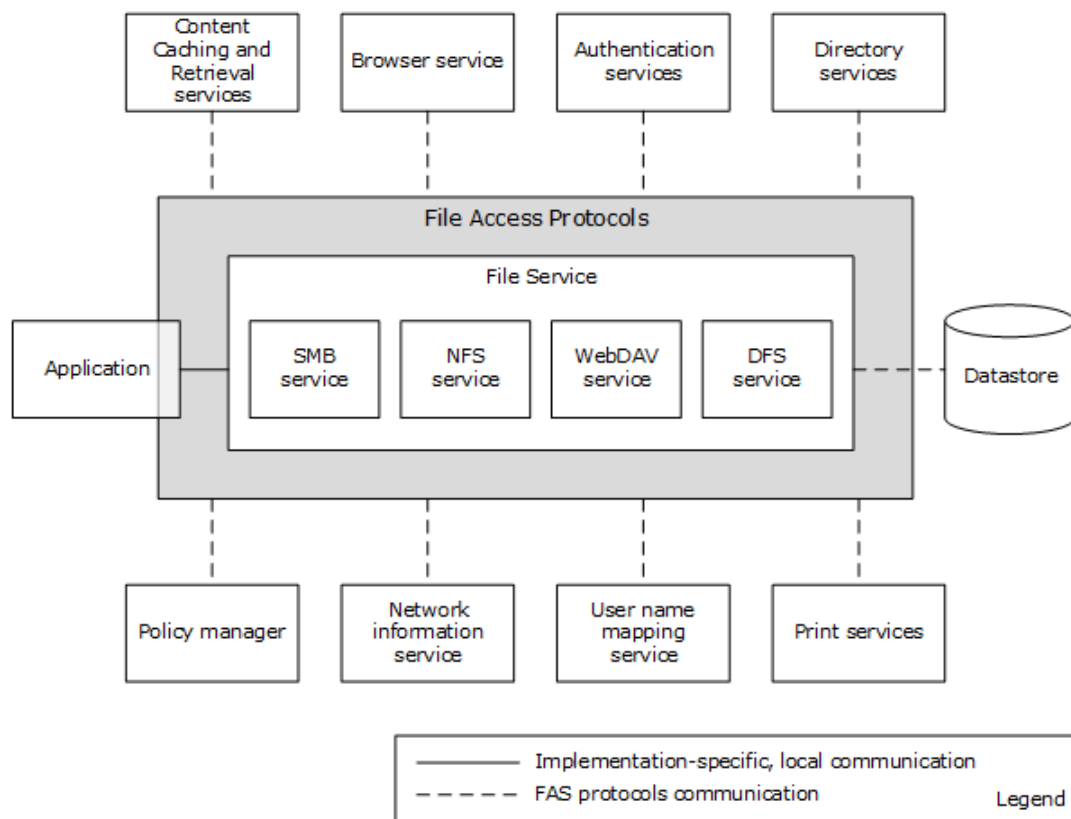 Content
Caching and
Retrieval
services
Browser service
Authentication
services
Directory
services
File Access Protocols
File Service
Application
SMB
service
NFS
service
WebDAV
service
DFS
service
Datastore
Policy manager
Network
information
service
User name
mapping
service
Print services
Implementation-specific, local communication
FAS protocols communication
Legend